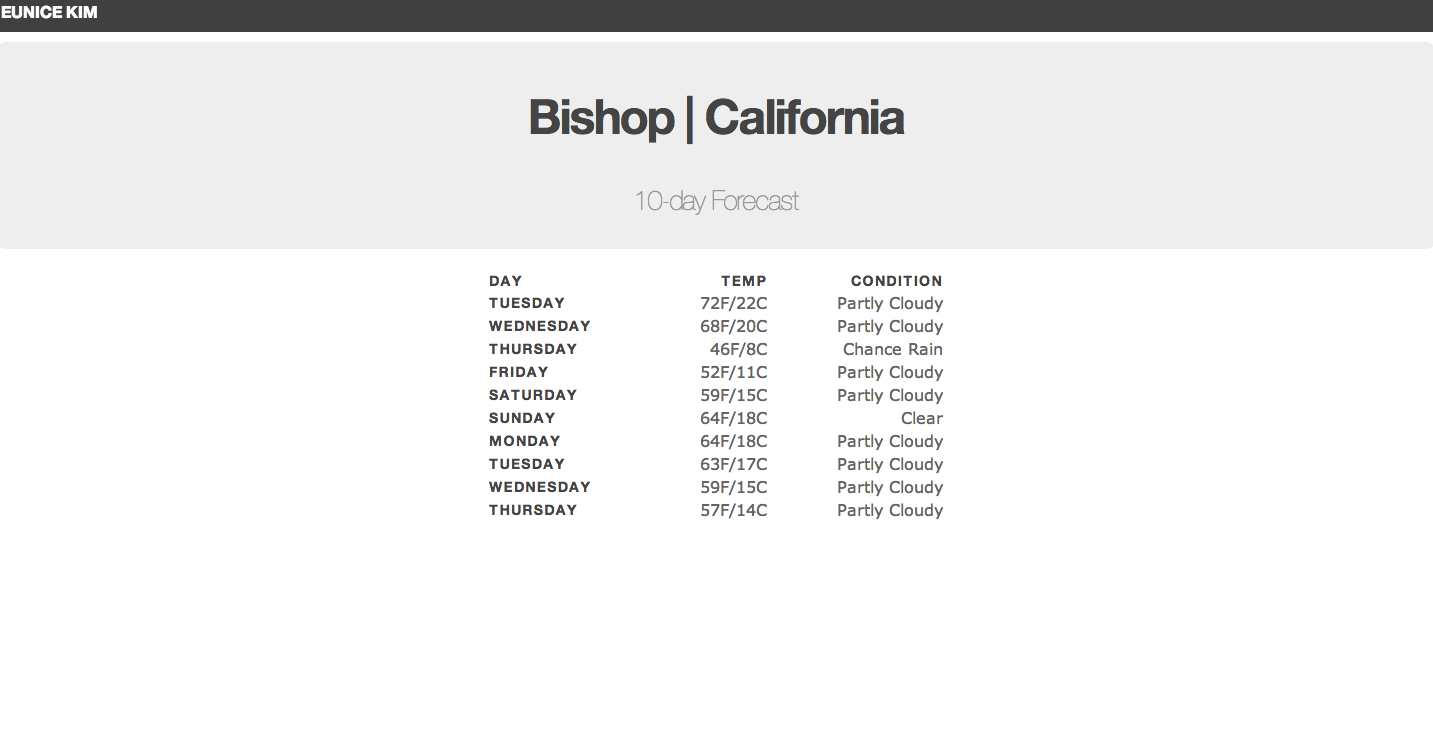 EUNICE KIM
Bishop | California
10-day Forecast
DAY TEMP CONDITION
TUESDAY 72F/22C Partly Cloudy
WEDNESDAY 68F/20C Partly Cloudy
THURSDAY 46F/8C Chance Rain
FRIDAY 52F/11C Partly Cloudy
SATURDAY 59F/15C Partly Cloudy
SUNDAY 64F/18C Clear
MONDAY 64F/18C Partly Cloudy
TUESDAY 63F/17C Partly Cloudy
WEDNESDAY 59F/15C Partly Cloudy
THURSDAY 57F/14C Partly Cloudy